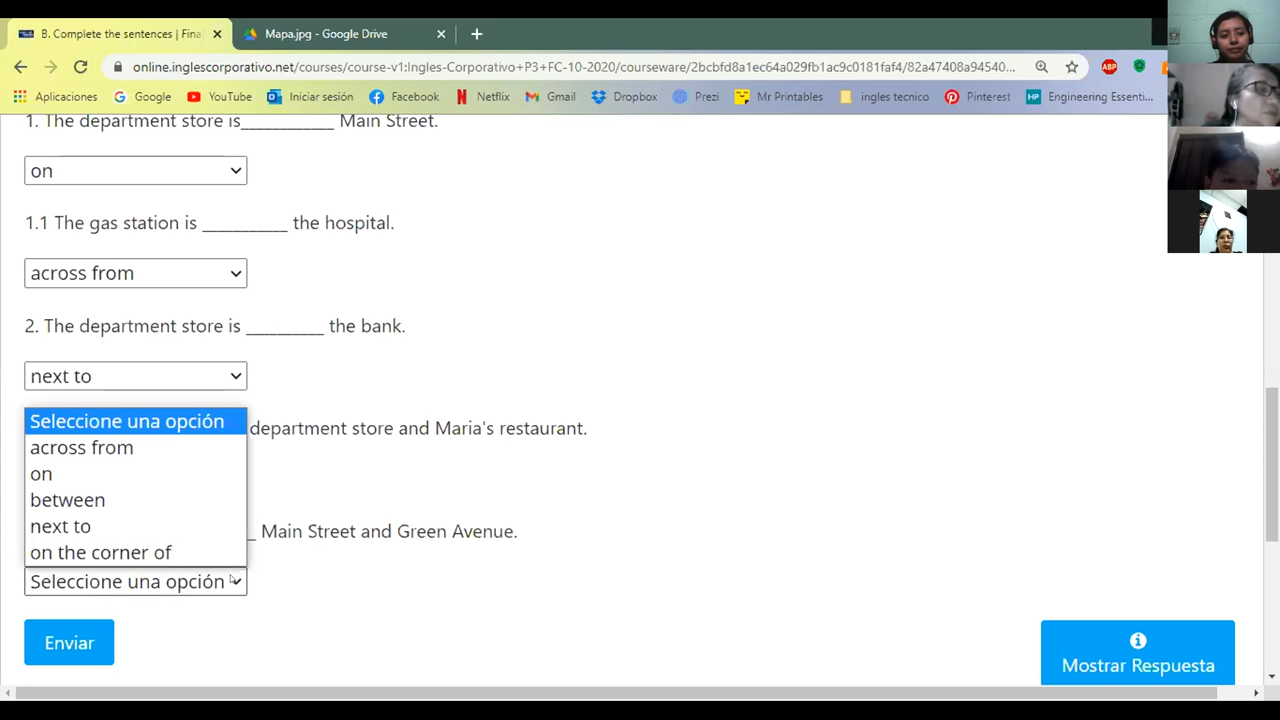 B. Complete the sentences | Fina
Mapa.jpg - Google Drive
online.inglescorporativo.net/courses/course-v1:Ingles-Corporativo+P3+FC-10-2020/courseware/2bcbfd8a1ec64a029fb1ac9c0181faf4/82a47408a94540...
Aplicaciones Google YouTube Iniciar sesión Facebook Netflix Gmail Dropbox Prezi Mr Printables ingles tecnico Pinterest Engineering Essenti...
ABP
HP
1. The department store is____________ Main Street.
on
1.1 The gas station is ___________ the hospital.
across from
2. The department store is __________ the bank.
next to
Seleccione una opción
department store and Maria's restaurant.
across from
on
between
next to
_ Main Street and Green Avenue.
on the corner of
Seleccione una opción
Enviar
Mostrar Respuesta